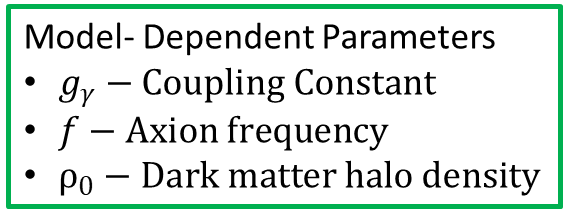 Model- Dependent Parameters
• gᵧ − Coupling Constant
• f − Axion frequency
• ρ₀ − Dark matter halo density